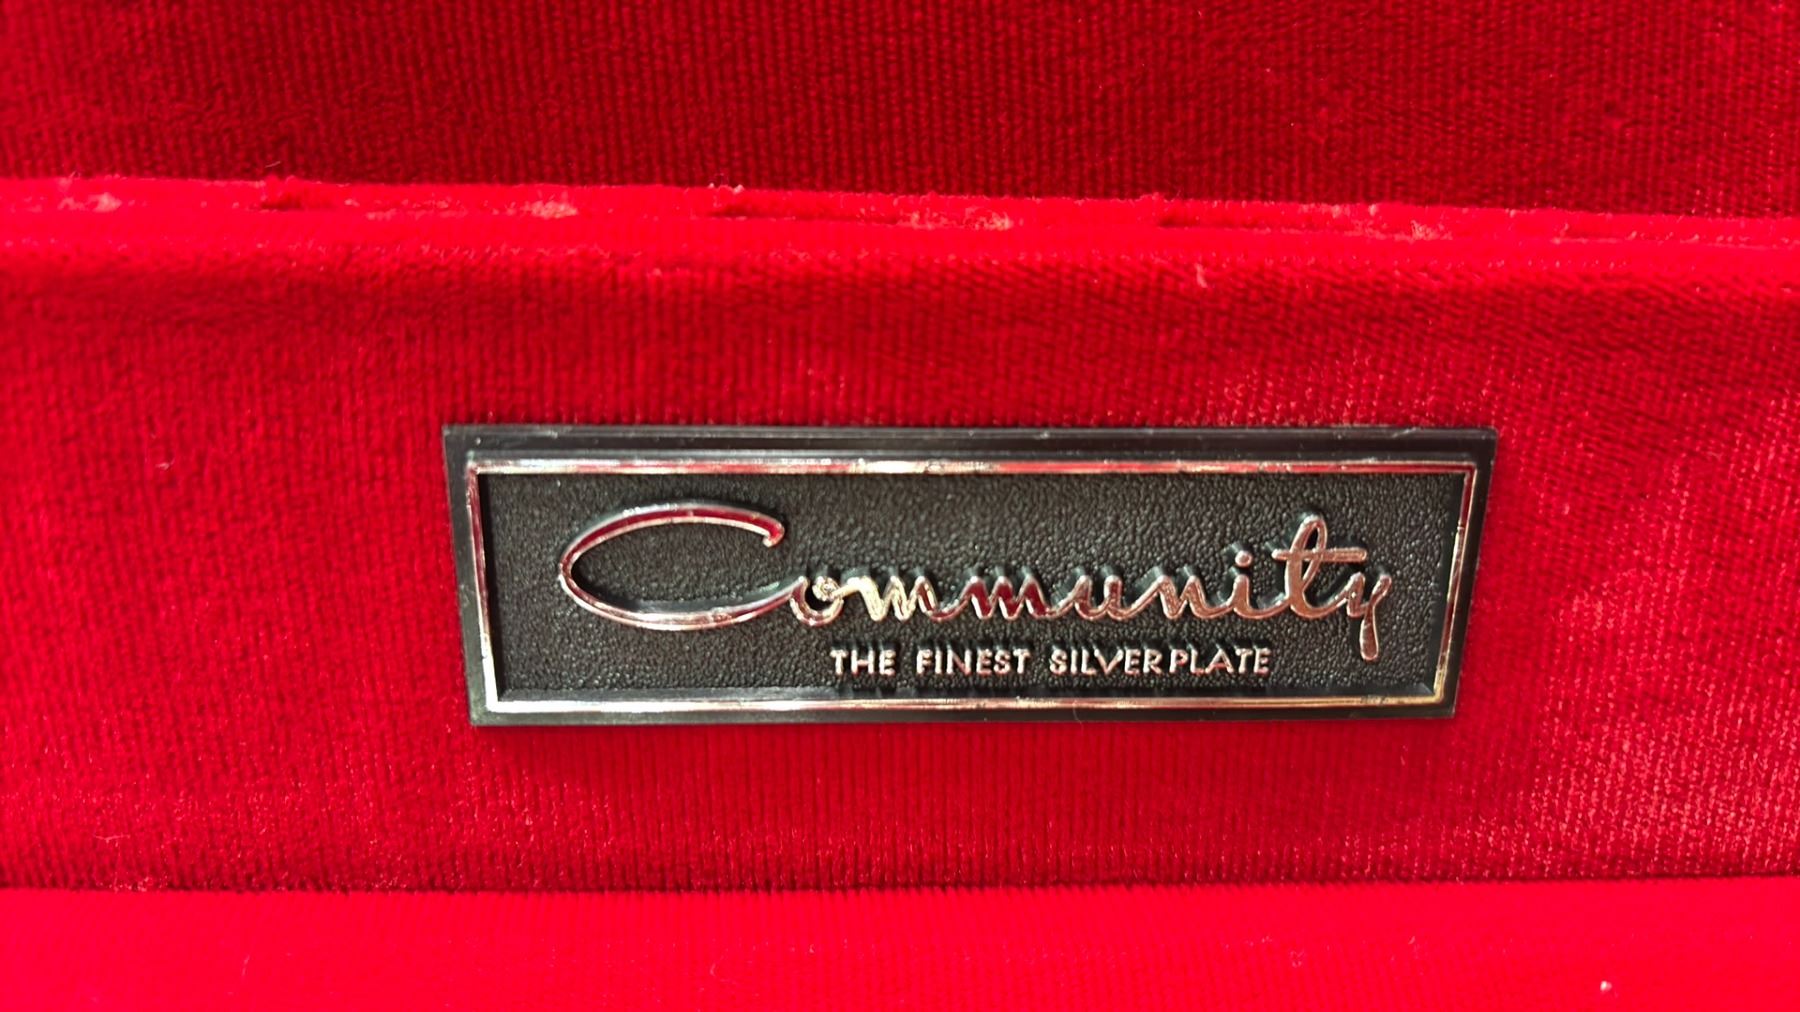 Community
THE FINEST SILVERPLATE